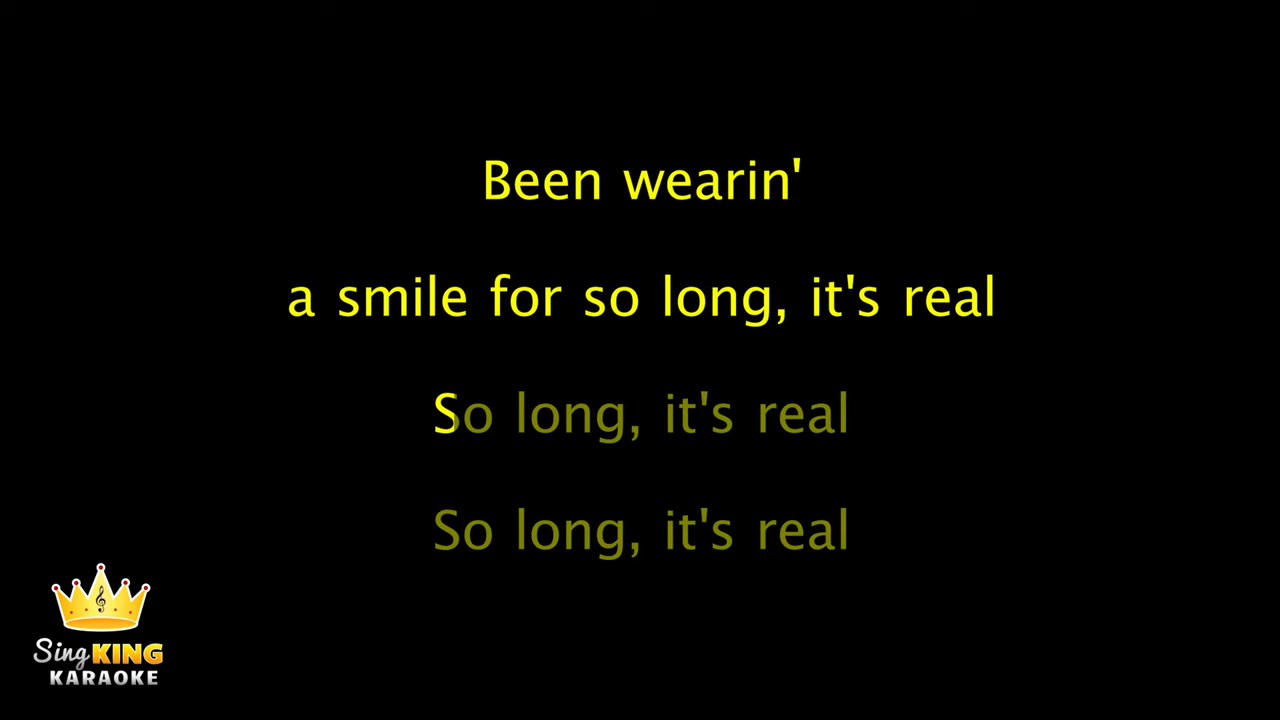 Been wearin'
a smile for so long, it's real
So long, it's real
So long, it's real
Sing KING
KARAOKE